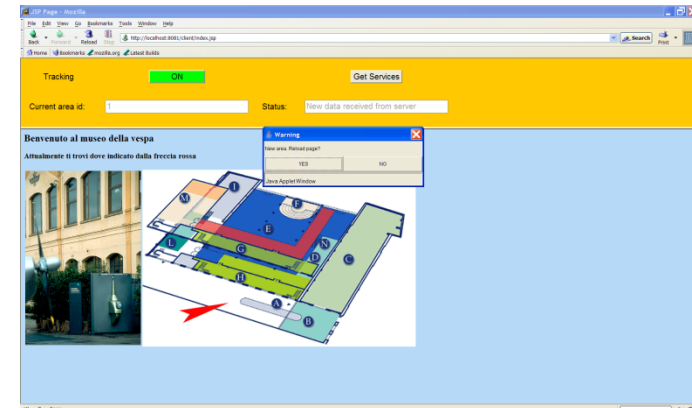 JSP Page - Mozilla
File Edit View Go Bookmarks Tools Window Help
Back Forward Reload Stop http://localhost:8081/client/index.jsp Search Print
Home Bookmarks mozilla.org Latest Builds
Tracking ON Get Services
Current area id: 1 Status: New data received from server
Benvenuto al museo della vespa
Attualmente ti trovi dove indicato dalla freccia rossa
Warning
New area. Reload page?
YES NO
Java Applet Window
I
M
F
E
L
G
N
D
C
H
A
B